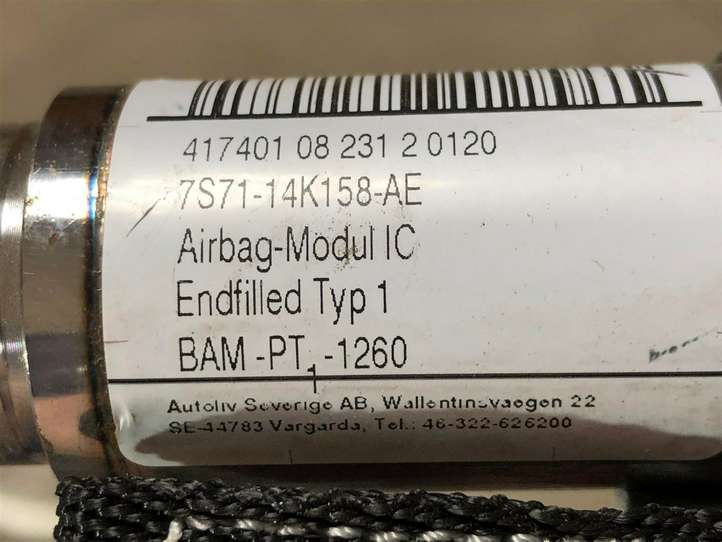 417401 08 231 2 0120
7S71-14K158-AE
Airbag-Modul IC
Endfilled Typ 1
BAM -PT₁ -1260
Autoliv Sverige AB, Wallentinsvaegen 22
SE-44783 Vargarda, Tel.: 46-322-626200